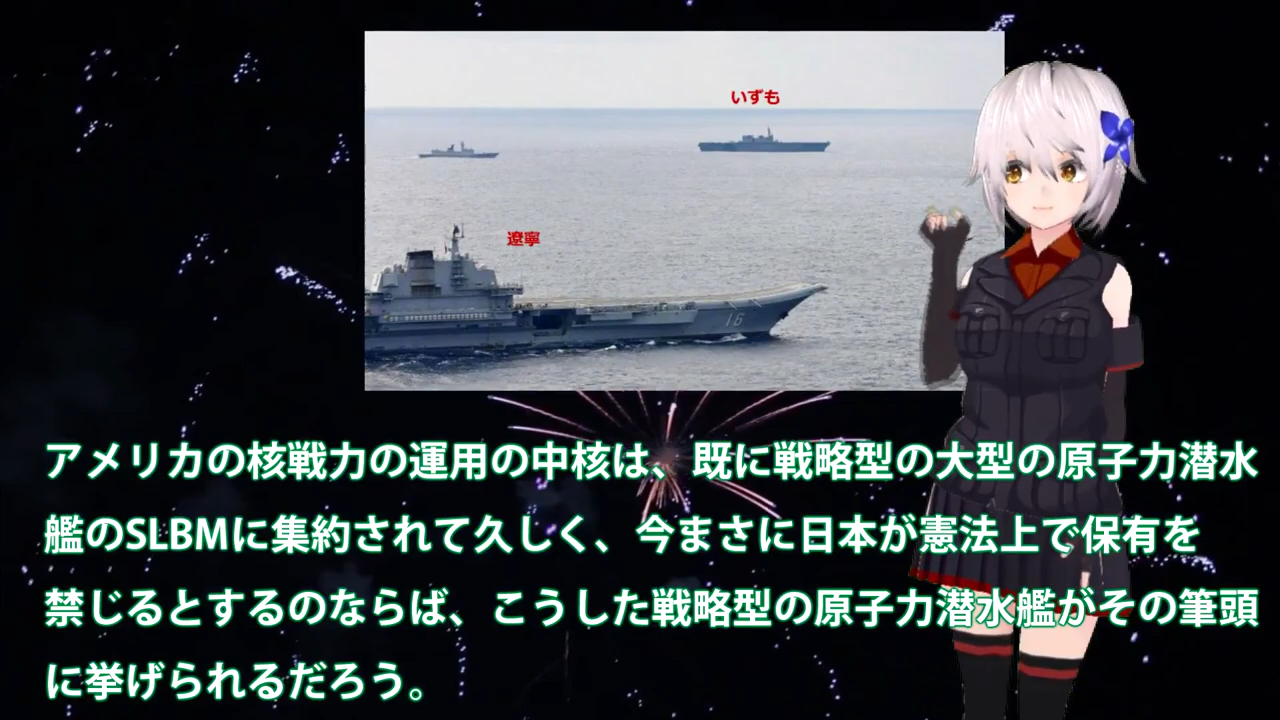 いずも
遼寧
16
アメリカの核戦力の運用の中核は、既に戦略型の大型の原子力潜水
艦のSLBMに集約されて久しく、今まさに日本が憲法上で保有を
禁じるとするのならば、こうした戦略型の原子力潜水艦がその筆頭
に挙げられるだろう。